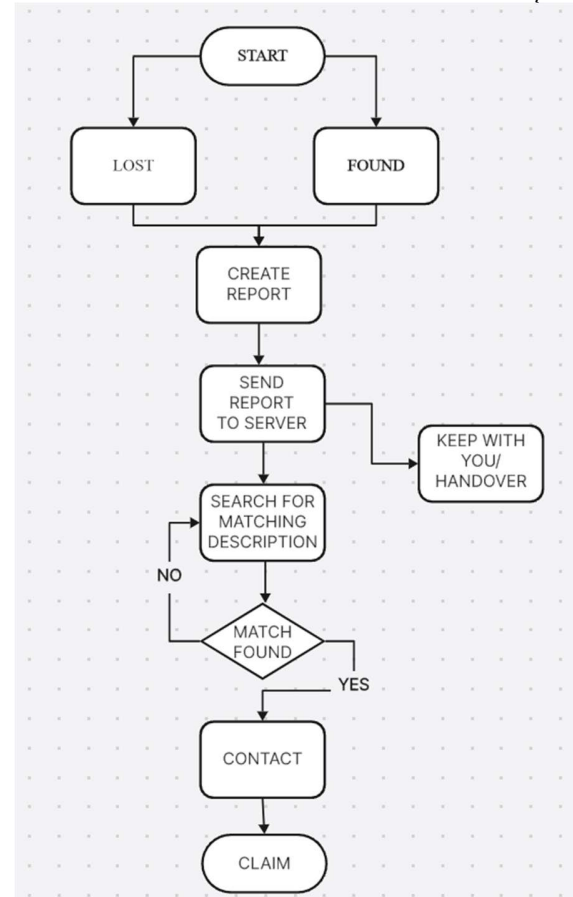 START
LOST
FOUND
CREATE
REPORT
SEND
REPORT
TO SERVER
KEEP WITH
YOU/
HANDOVER
SEARCH FOR
MATCHING
DESCRIPTION
NO
MATCH
FOUND
YES
CONTACT
CLAIM